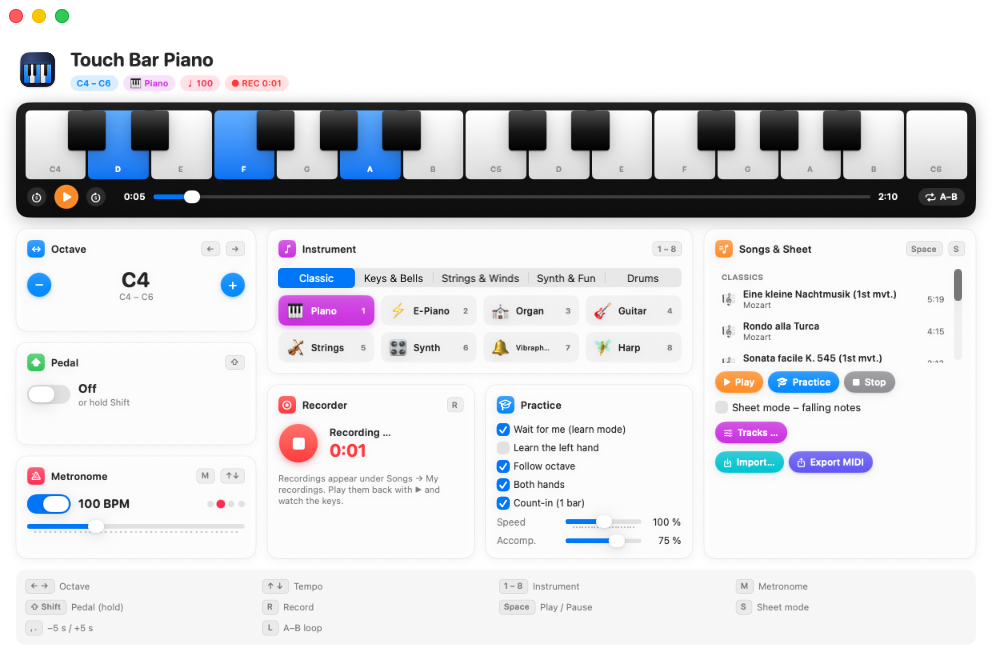 Touch Bar Piano
C4 – C6 Piano ♩ 100 REC 0:01
C4 D E F G A B C5 D E F G A B C6
5 5 0:05 2:10 A–B
Octave ← →
− C4 +
C4 – C6
Pedal
Off
or hold Shift
Metronome M ↑↓
100 BPM
Instrument 1 – 8
Classic Keys & Bells Strings & Winds Synth & Fun Drums
Piano 1 E-Piano 2 Organ 3 Guitar 4
Strings 5 Synth 6 Vibraph... 7 Harp 8
Recorder R
Recording ...
0:01
Recordings appear under Songs → My
recordings. Play them back with ▶ and
watch the keys.
Practice
Wait for me (learn mode)
Learn the left hand
Follow octave
Both hands
Count-in (1 bar)
Speed 100 %
Accomp. 75 %
Songs & Sheet Space S
CLASSICS
Eine kleine Nachtmusik (1st mvt.) 5:19
Mozart
Rondo alla Turca 4:15
Mozart
Sonata facile K. 545 (1st mvt.)
Play Practice Stop
Sheet mode – falling notes
Tracks ...
Import... Export MIDI
← → Octave ↑ ↓ Tempo 1 – 8 Instrument M Metronome
⇧ Shift Pedal (hold) R Record Space Play / Pause S Sheet mode
, . −5 s / +5 s L A–B loop